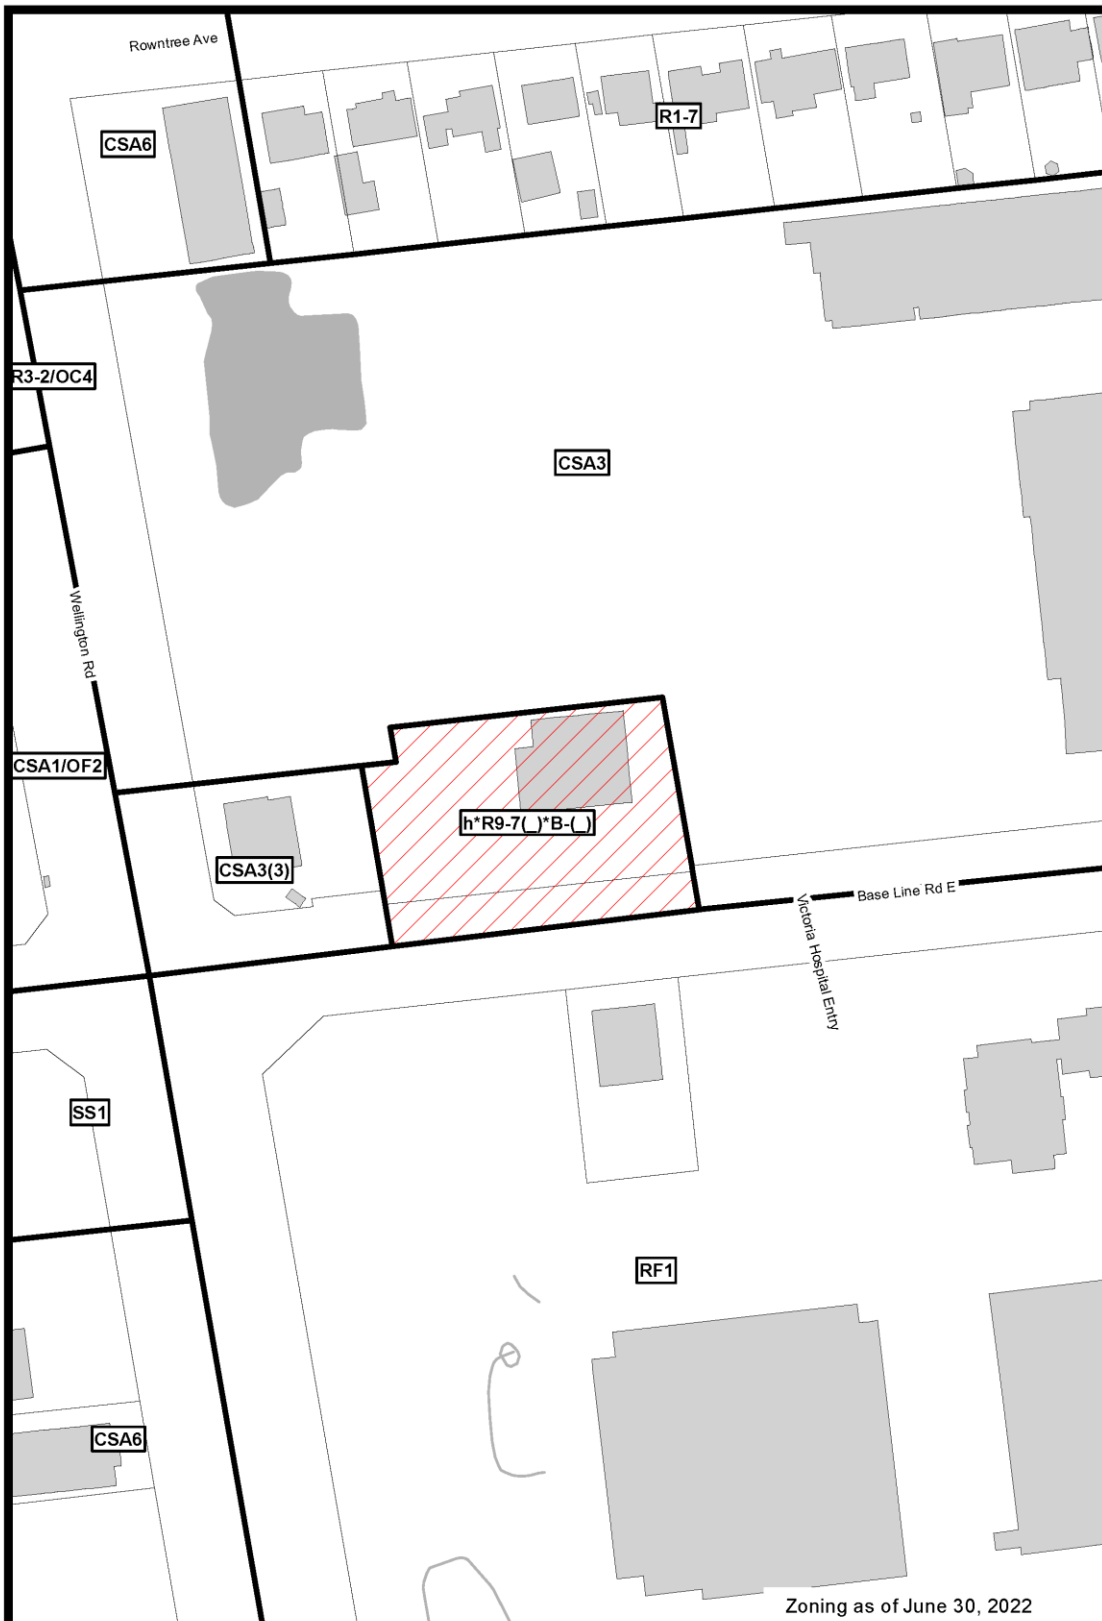 Rowntree Ave
CSA6
R1-7
R3-2/OC4
CSA3
Wellington Rd
CSA1/OF2
h*R9-7(_)*B-(_)
CSA3(3)
Base Line Rd E
Victoria Hospital Entry
SS1
RF1
CSA6
Zoning as of June 30, 2022